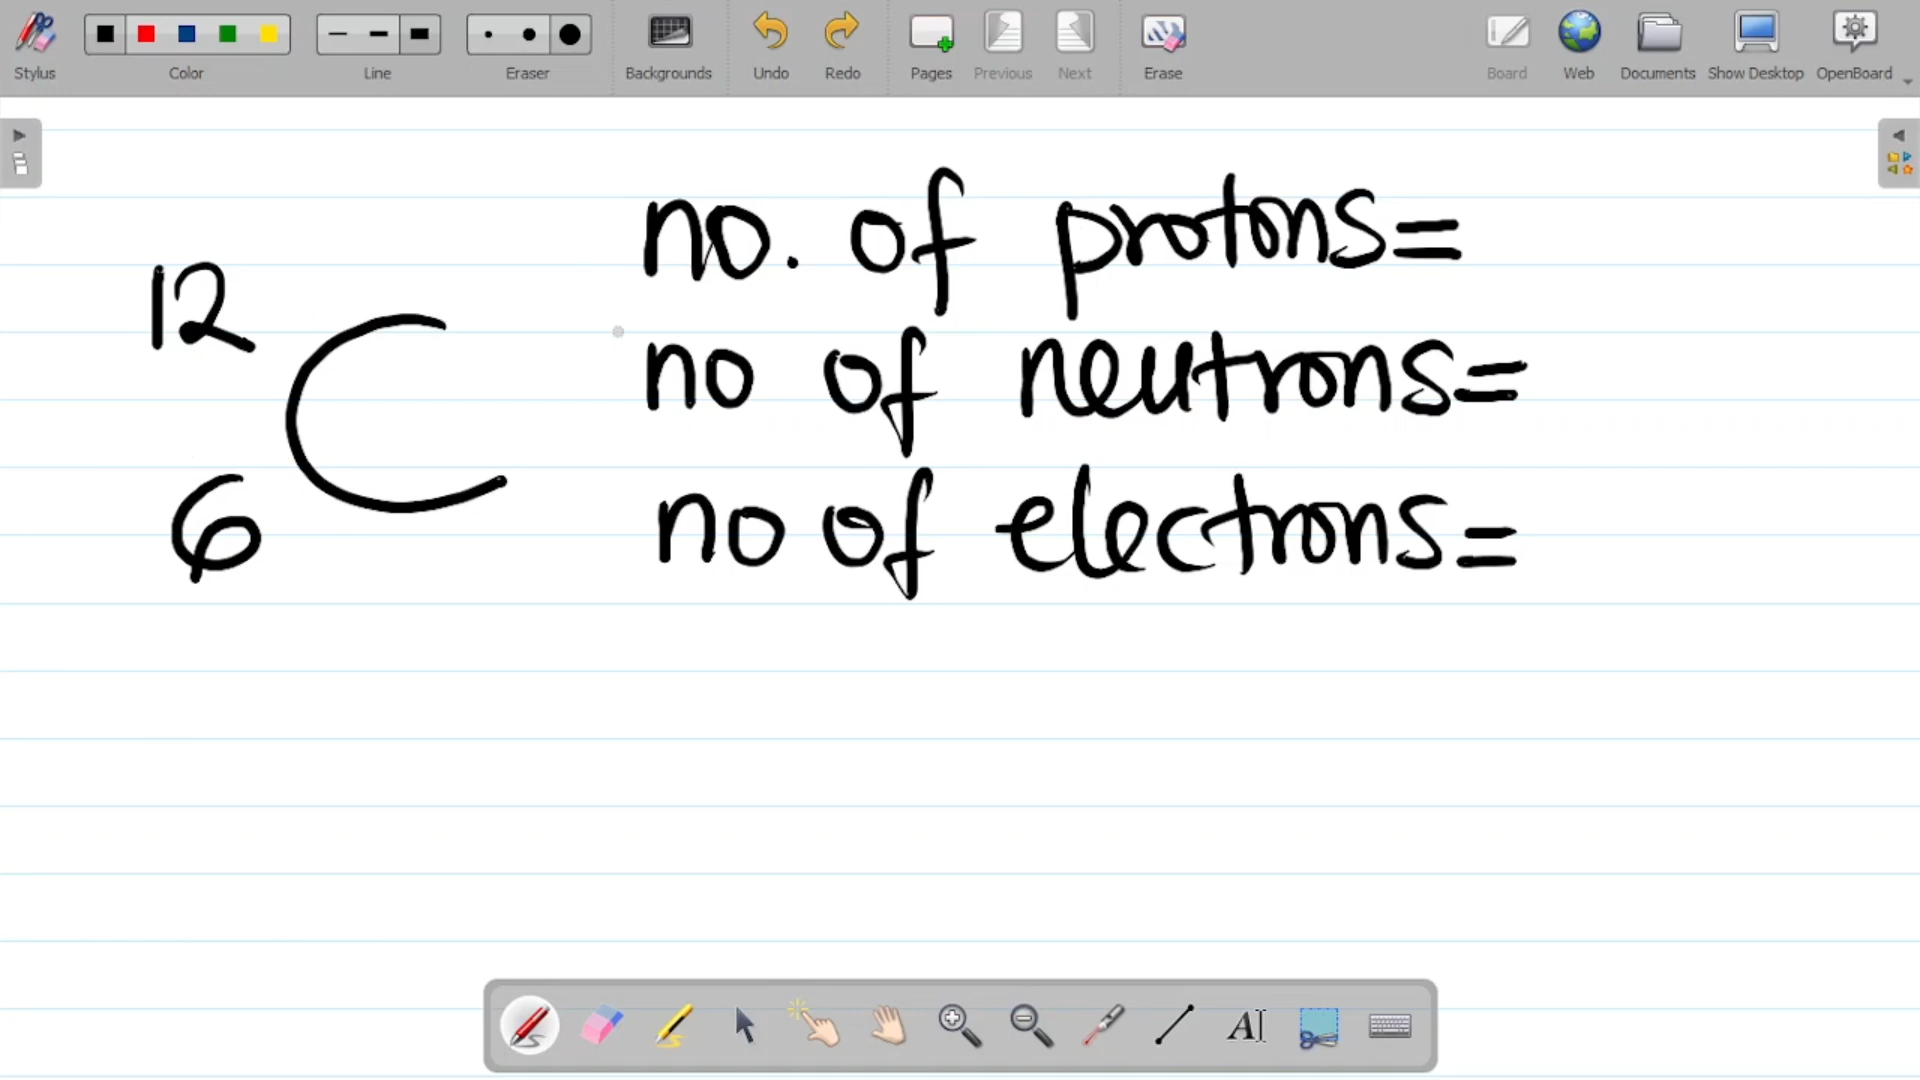 Stylus Color Line Eraser Backgrounds Undo Redo Pages Previous Next Erase Board Web Documents Show Desktop OpenBoard
no. of protons=
12
C
no of neutrons=
6
no of electrons=
AI